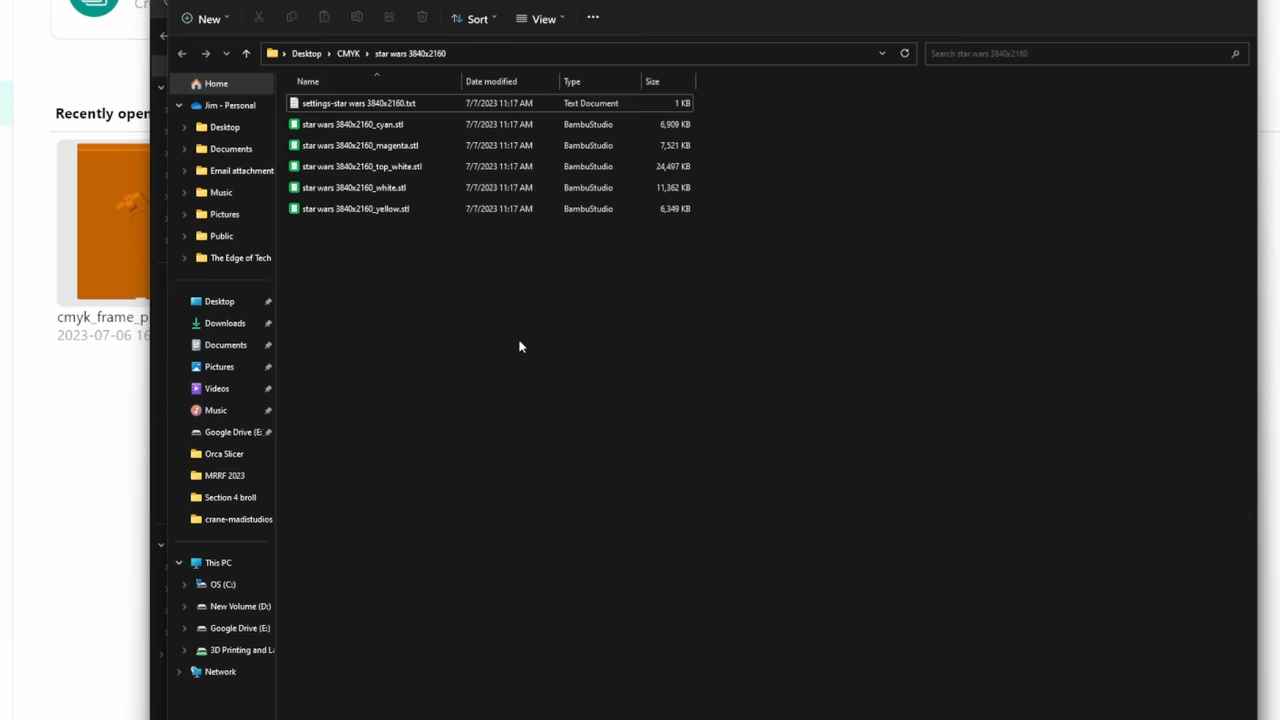 New
Sort
View
Desktop
CMYK
star wars 3840x2160
Search star wars 3840x2160
Name
Date modified
Type
Size
settings-star wars 3840x2160.txt 7/7/2023 11:17 AM Text Document 1 KB
star wars 3840x2160_cyan.stl 7/7/2023 11:17 AM BambuStudio 6,909 KB
star wars 3840x2160_magenta.stl 7/7/2023 11:17 AM BambuStudio 7,521 KB
star wars 3840x2160_top_white.stl 7/7/2023 11:17 AM BambuStudio 24,497 KB
star wars 3840x2160_white.stl 7/7/2023 11:17 AM BambuStudio 11,362 KB
star wars 3840x2160_yellow.stl 7/7/2023 11:17 AM BambuStudio 6,349 KB
Home
Jim - Personal
Desktop
Documents
Email attachment
Music
Pictures
Public
The Edge of Tech
Desktop
Downloads
Documents
Pictures
Videos
Music
Google Drive (E:
Orca Slicer
MRRF 2023
Section 4 broll
crane-madistudios
This PC
OS (C:)
New Volume (D:)
Google Drive (E:)
3D Printing and La
Network
Cr
Recently open
cmyk_frame_p
2023-07-06 16